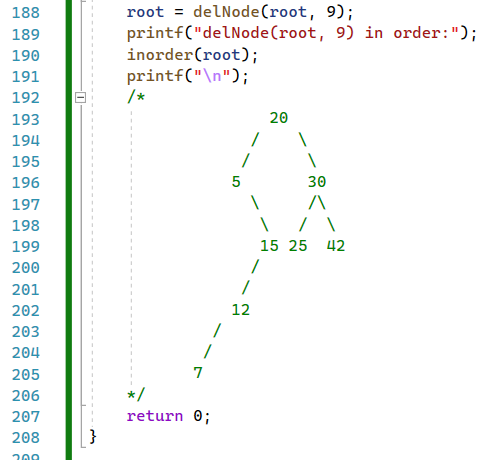 188 root = delNode(root, 9);
189 printf("delNode(root, 9) in order:");
190 inorder(root);
191 printf("\n");
192 /*
193 20
194 / \
195 / \
196 5 30
197 \ /\
198 \ / \
199 15 25 42
200 /
201 /
202 12
203 /
204 /
205 7
206 */
207 return 0;
208 }
209